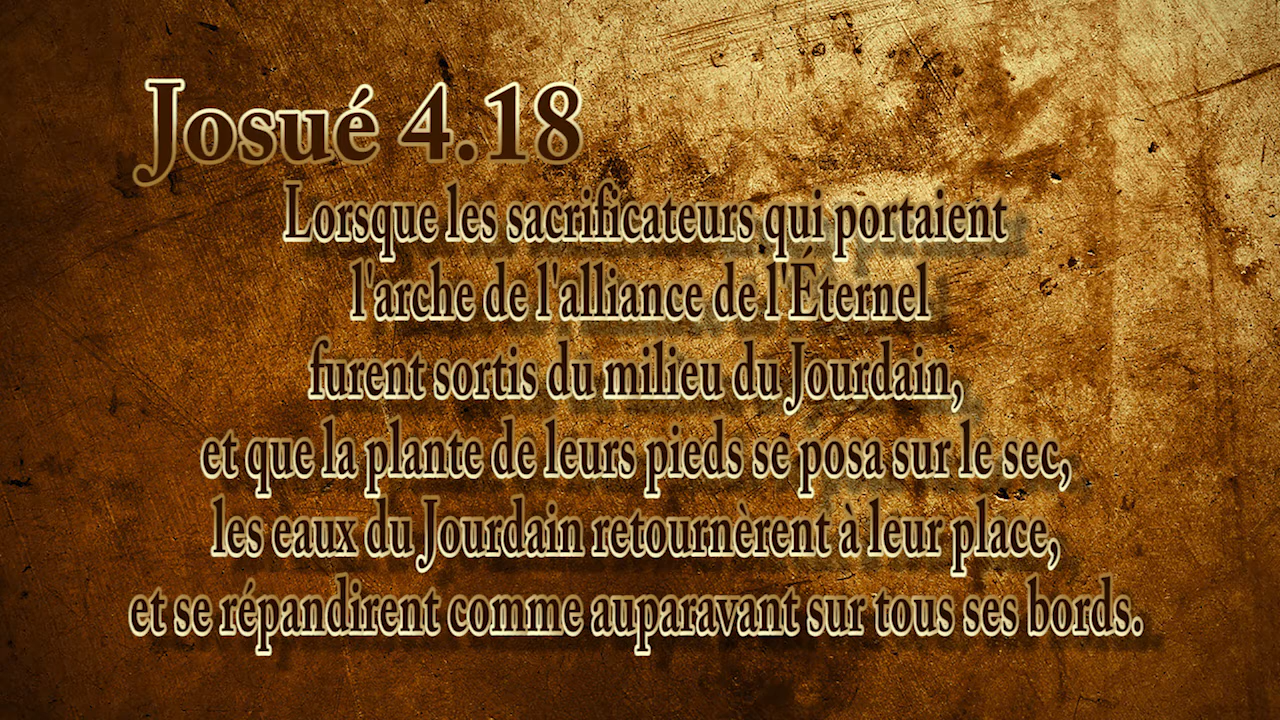 Josué 4.18
Lorsque les sacrificateurs qui portaient
l'arche de l'alliance de l'Éternel
furent sortis du milieu du Jourdain,
et que la plante de leurs pieds se posa sur le sec,
les eaux du Jourdain retournèrent à leur place,
et se répandirent comme auparavant sur tous ses bords.